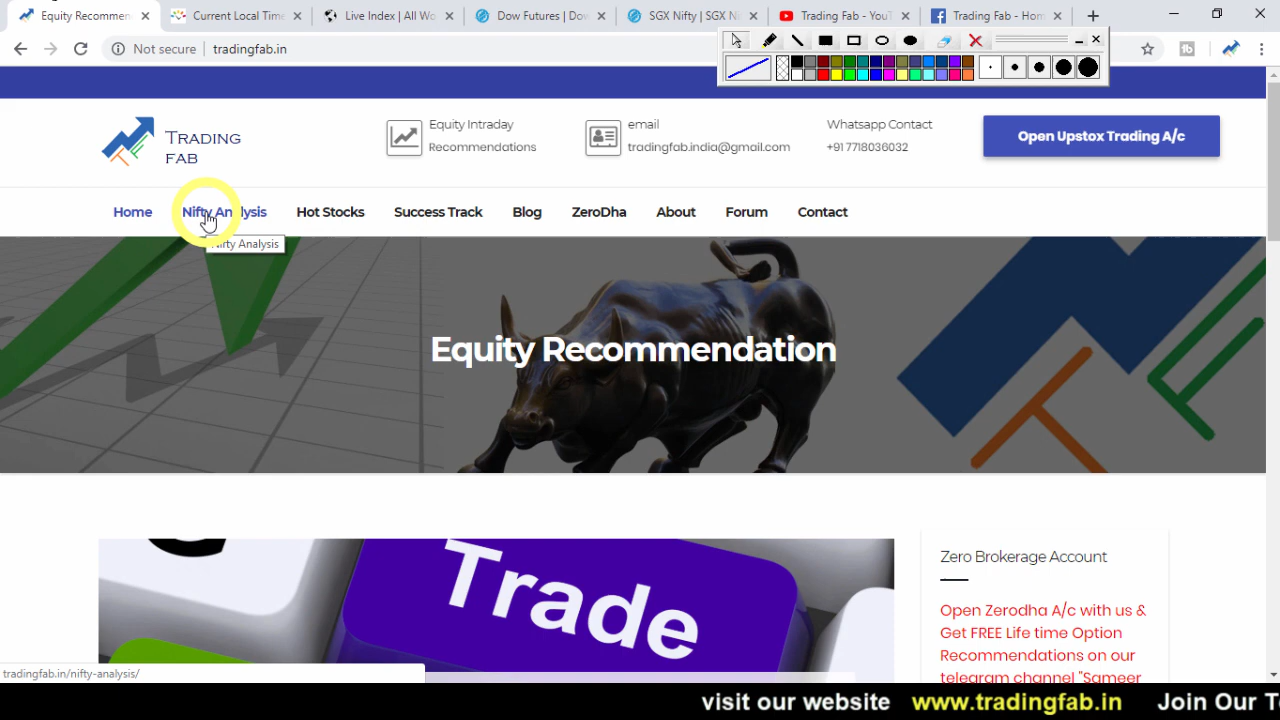 Equity Recommen
Current Local Time
Live Index | All Wo
Dow Futures | Dow
SGX Nifty | SGX N
Trading Fab - YouT
Trading Fab - Hom
Not secure
tradingfab.in
TRADING
FAB
Equity Intraday
Recommendations
email
tradingfab.india@gmail.com
Whatsapp Contact
+91 7718036032
Open Upstox Trading A/c
Home
Nifty Analysis
Hot Stocks
Success Track
Blog
ZeroDha
About
Forum
Contact
Nifty Analysis
Equity Recommendation
Trade
Zero Brokerage Account
Open Zerodha A/c with us &
Get FREE Life time Option
Recommendations on our
telegram channel "Sameer
tradingfab.in/nifty-analysis/
visit our website www.tradingfab.in Join Our T